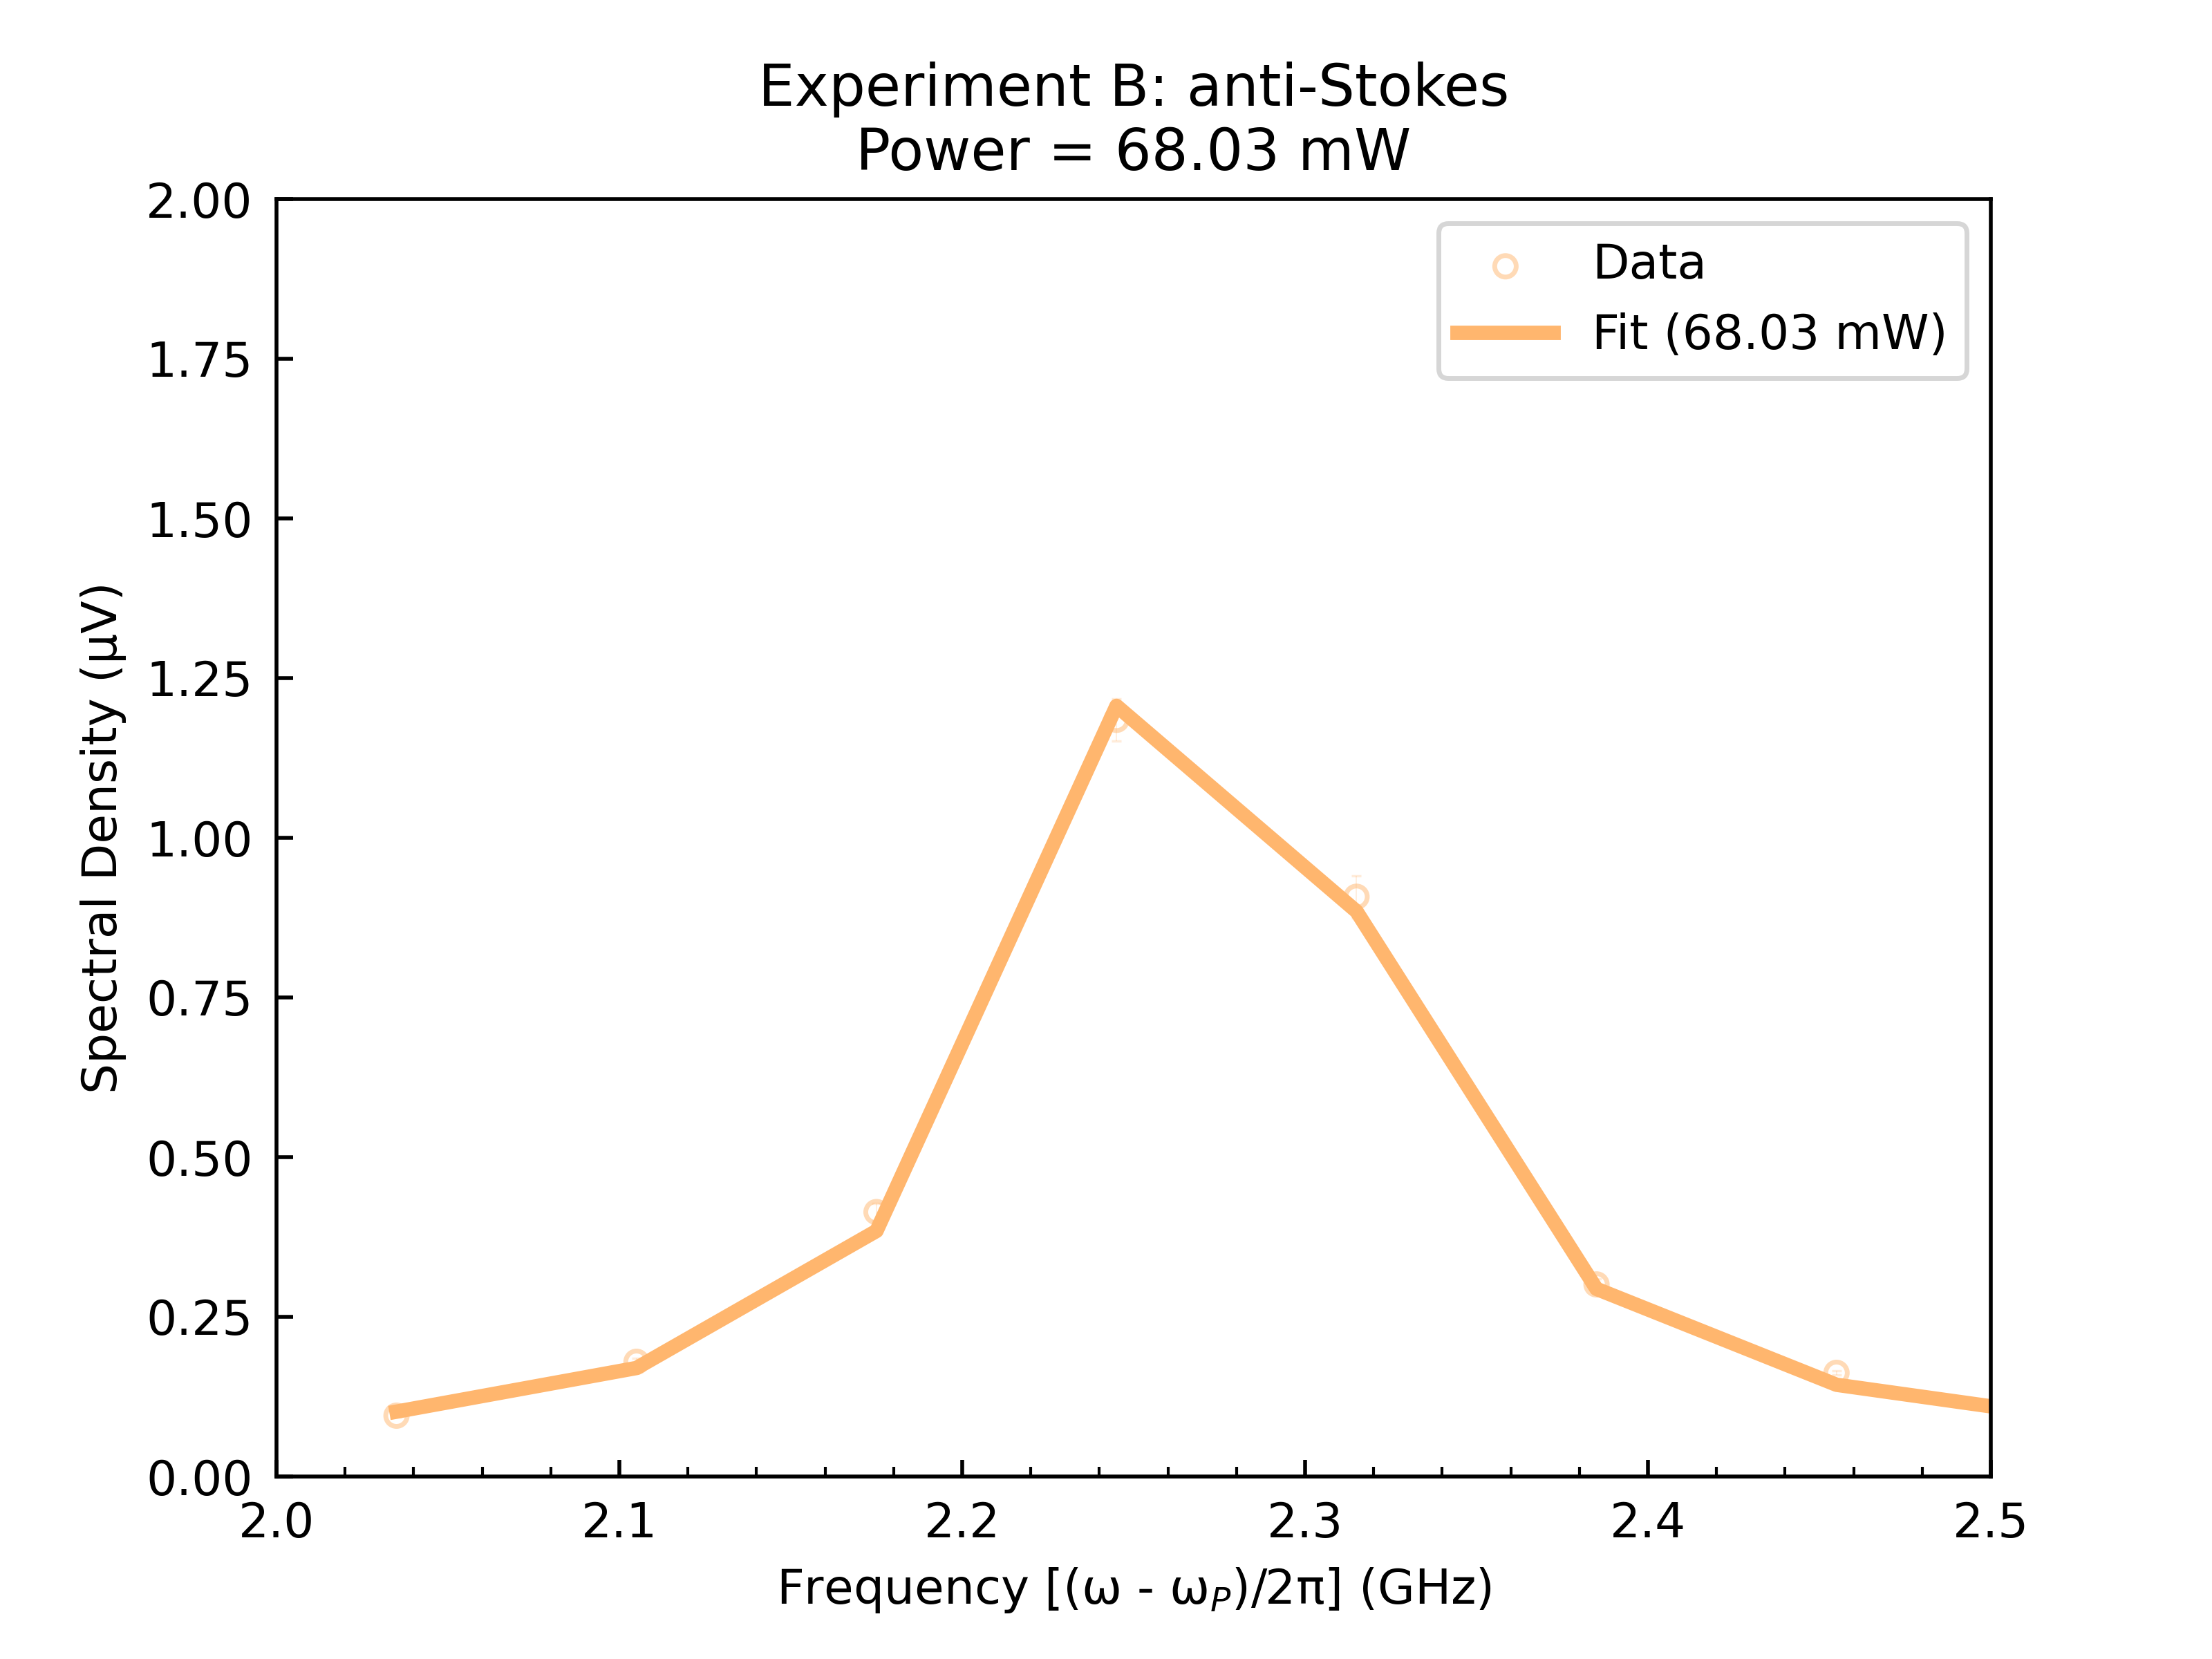 Experiment B: anti-Stokes
Power = 68.03 mW
Data
Fit (68.03 mW)
Spectral Density (μV)
2.00
1.75
1.50
1.25
1.00
0.75
0.50
0.25
0.00
2.0 2.1 2.2 2.3 2.4 2.5
Frequency [(ω - ω_P)/2π] (GHz)